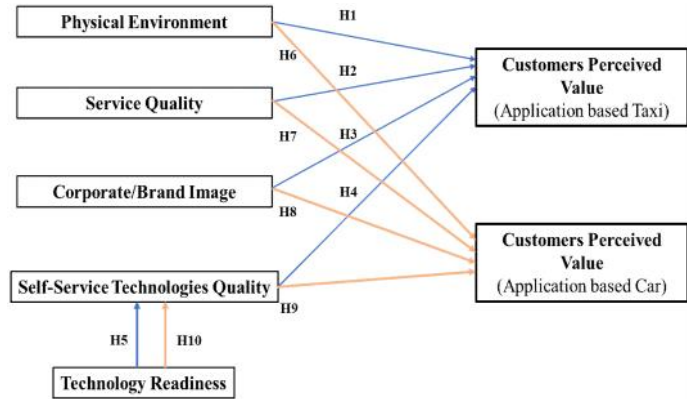 Physical Environment
H1
H6
Customers Perceived
Value
(Application based Taxi)
H2
Service Quality
H7
H3
Corporate/Brand Image
H4
H8
Customers Perceived
Value
(Application based Car)
Self-Service Technologies Quality
H9
H5
H10
Technology Readiness